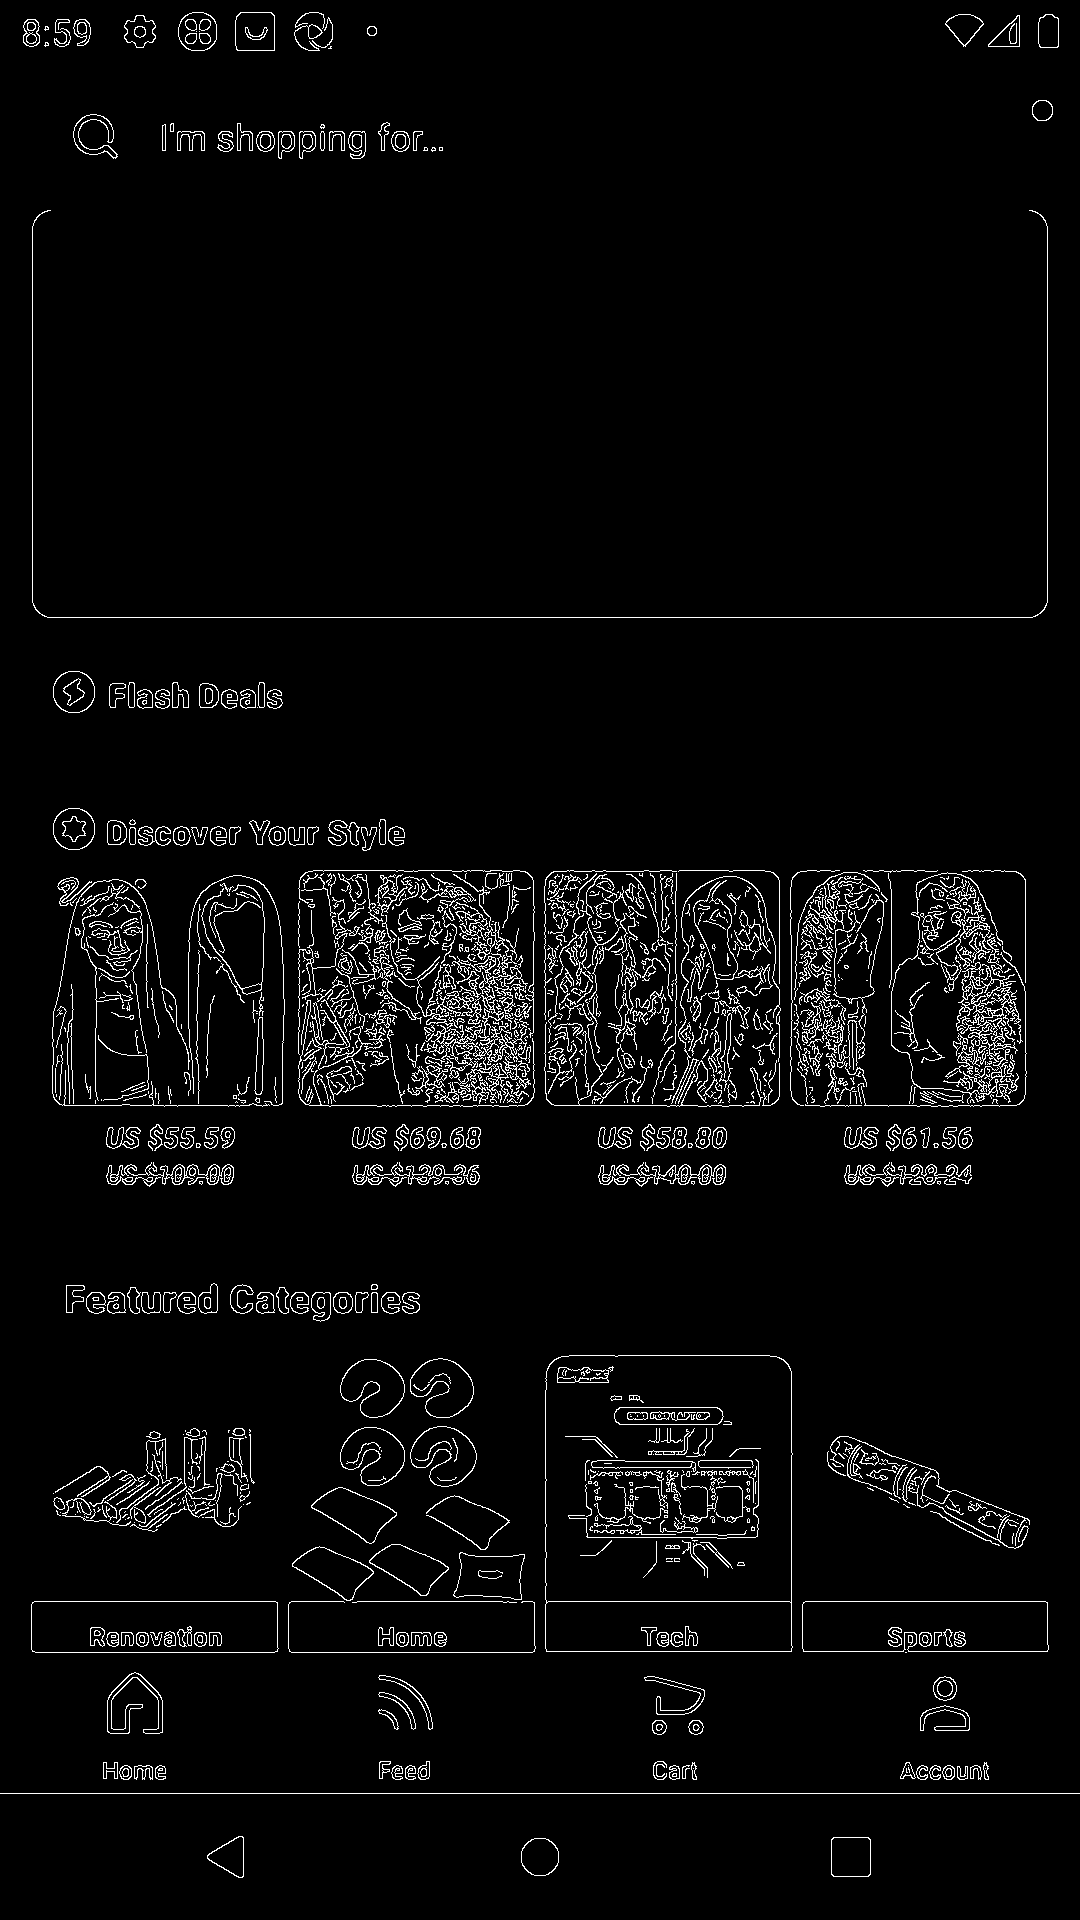 8:59
I'm shopping for...
Flash Deals
Discover Your Style
US $55.59 US $69.68 US $58.80 US $61.56
US $109.00 US $139.36 US $140.00 US $128.24
Featured Categories
Renovation Home Tech Sports
Home Feed Cart Account